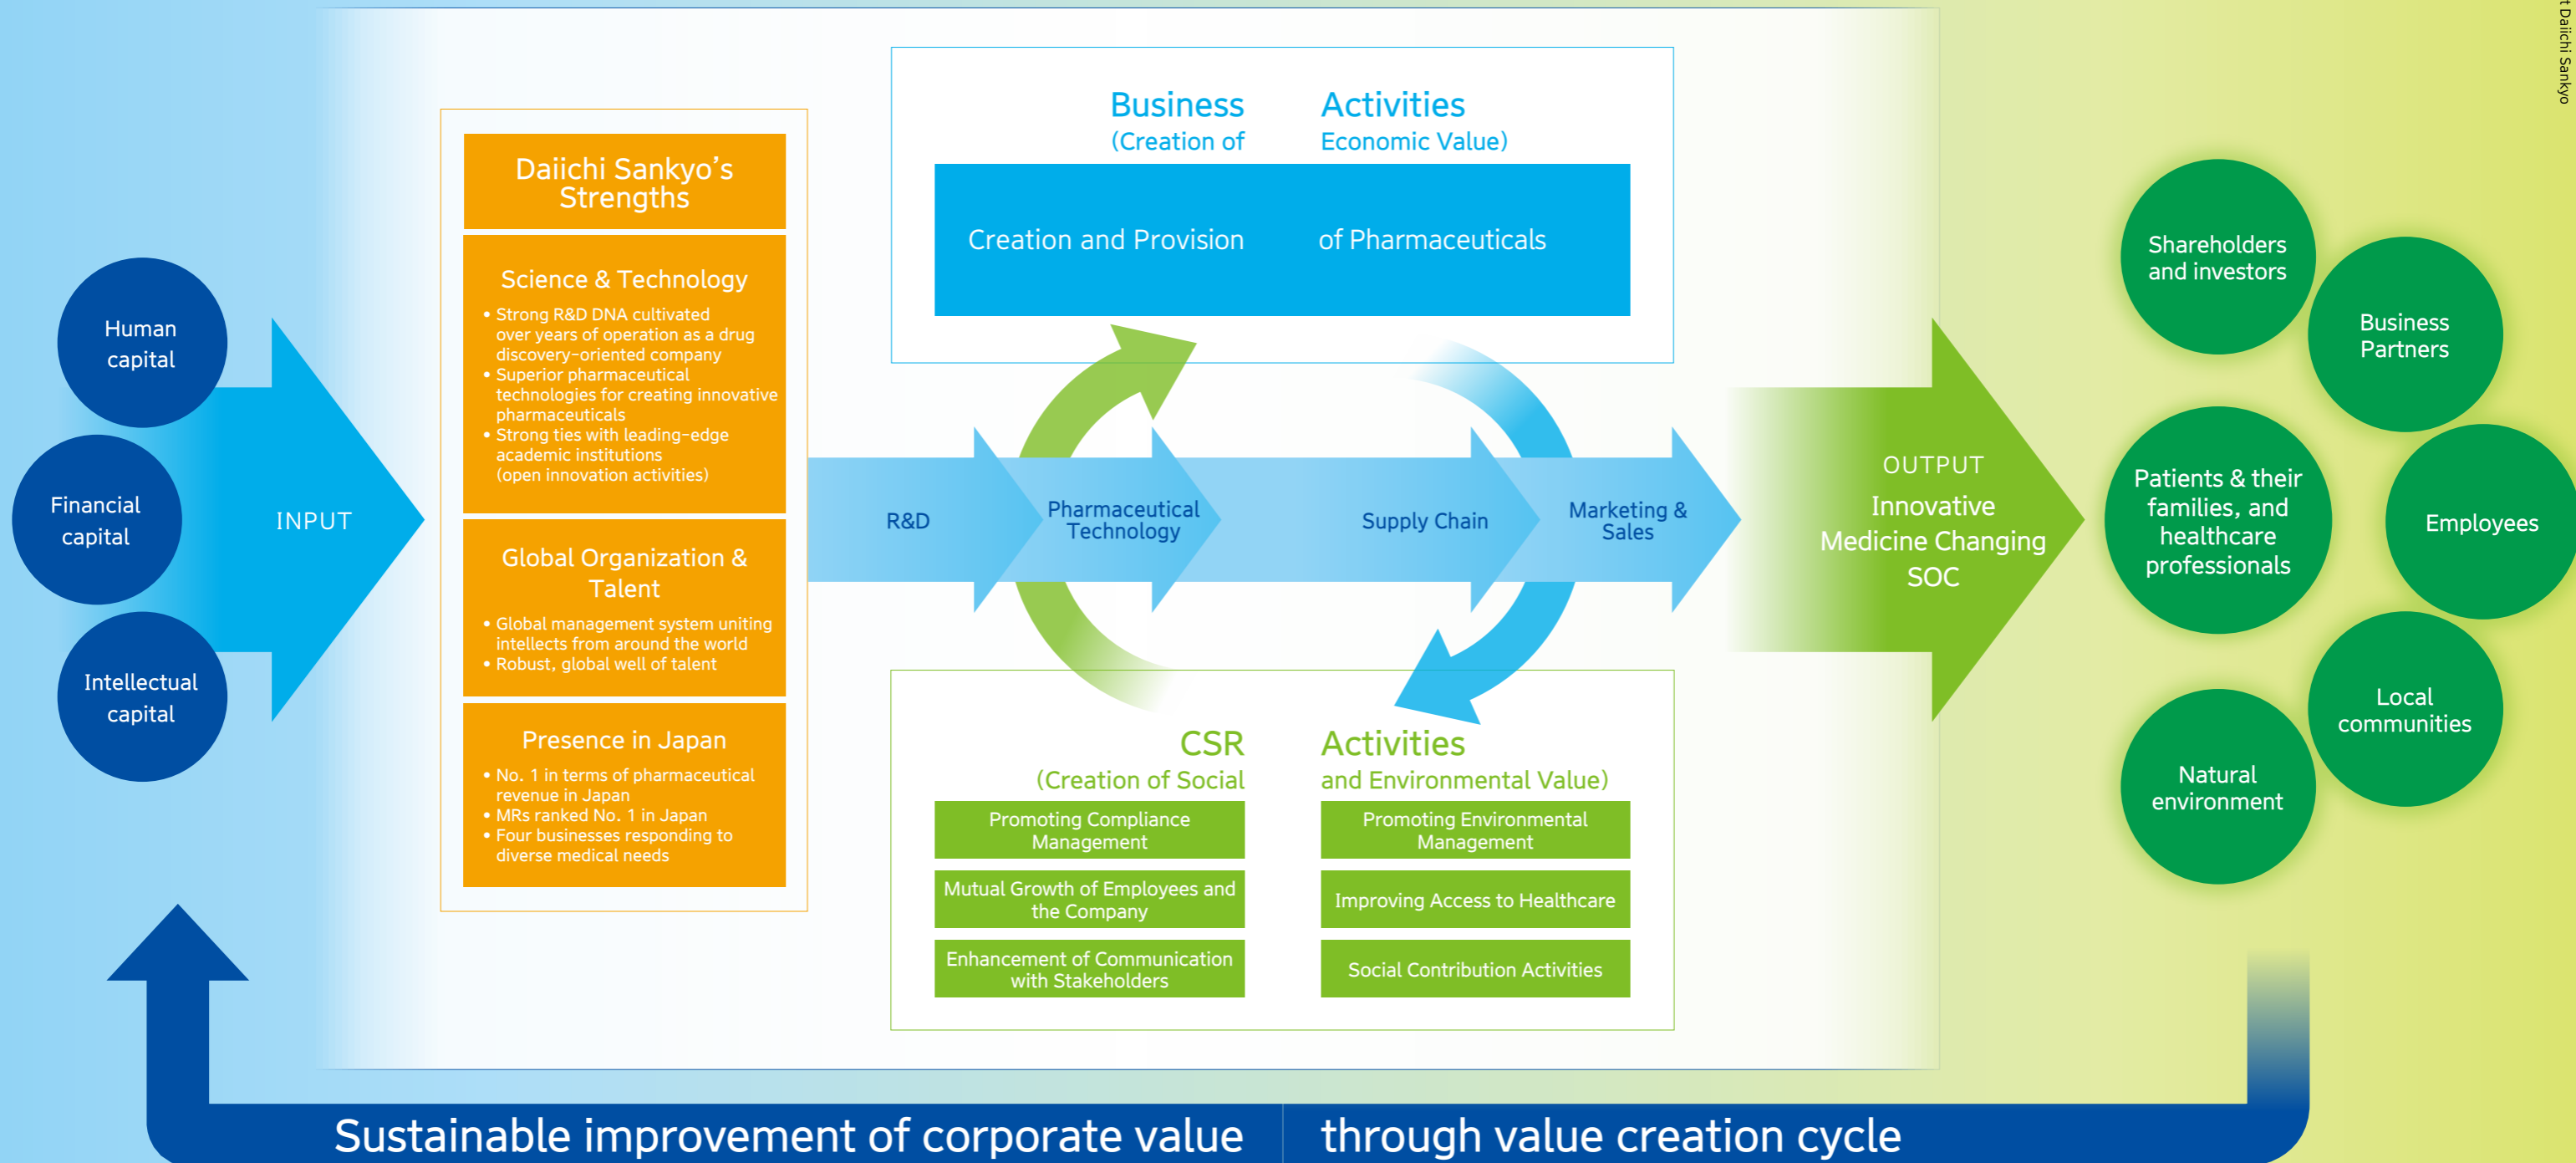 t Daiichi Sankyo
Human
capital
Financial
capital
Intellectual
capital
INPUT
Daiichi Sankyo's
Strengths
Science & Technology
• Strong R&D DNA cultivated
over years of operation as a drug
discovery-oriented company
• Superior pharmaceutical
technologies for creating innovative
pharmaceuticals
• Strong ties with leading-edge
academic institutions
(open innovation activities)
Global Organization &
Talent
• Global management system uniting
intellects from around the world
• Robust, global well of talent
Presence in Japan
• No. 1 in terms of pharmaceutical
revenue in Japan
• MRs ranked No. 1 in Japan
• Four businesses responding to
diverse medical needs
Business Activities
(Creation of Economic Value)
Creation and Provision of Pharmaceuticals
R&D
Pharmaceutical
Technology
Supply Chain
Marketing &
Sales
CSR Activities
(Creation of Social and Environmental Value)
Promoting Compliance
Management
Promoting Environmental
Management
Mutual Growth of Employees and
the Company
Improving Access to Healthcare
Enhancement of Communication
with Stakeholders
Social Contribution Activities
OUTPUT
Innovative
Medicine Changing
SOC
Shareholders
and investors
Business
Partners
Patients & their
families, and
healthcare
professionals
Employees
Local
communities
Natural
environment
Sustainable improvement of corporate value through value creation cycle